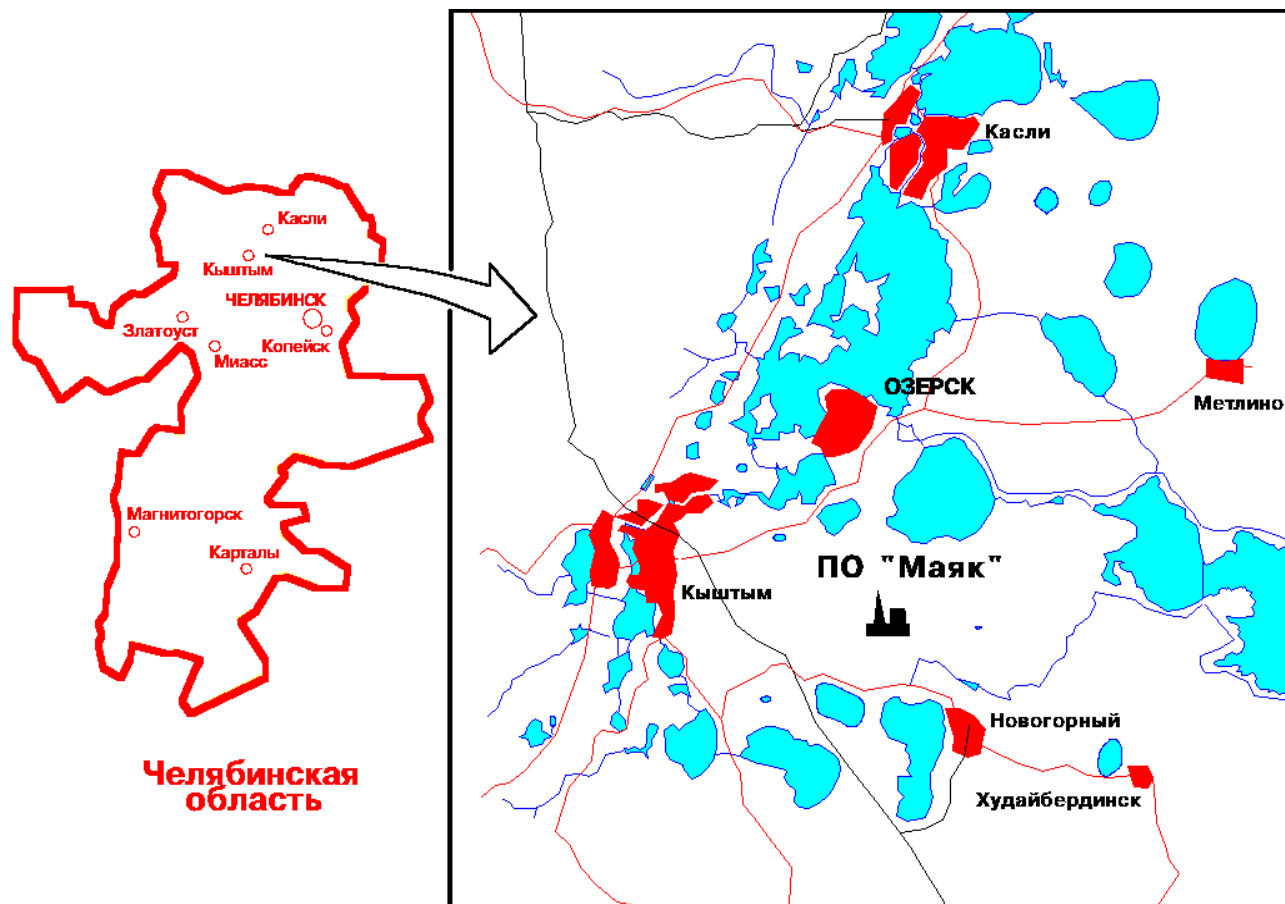 Касли
Кыштым
ЧЕЛЯБИНСК
Златоуст
Копейск
Миасс
Магнитогорск
Карталы
Челябинская
область
Касли
ОЗЕРСК
Метлино
ПО "Маяк"
Кыштым
Новогорный
Худайбердинск